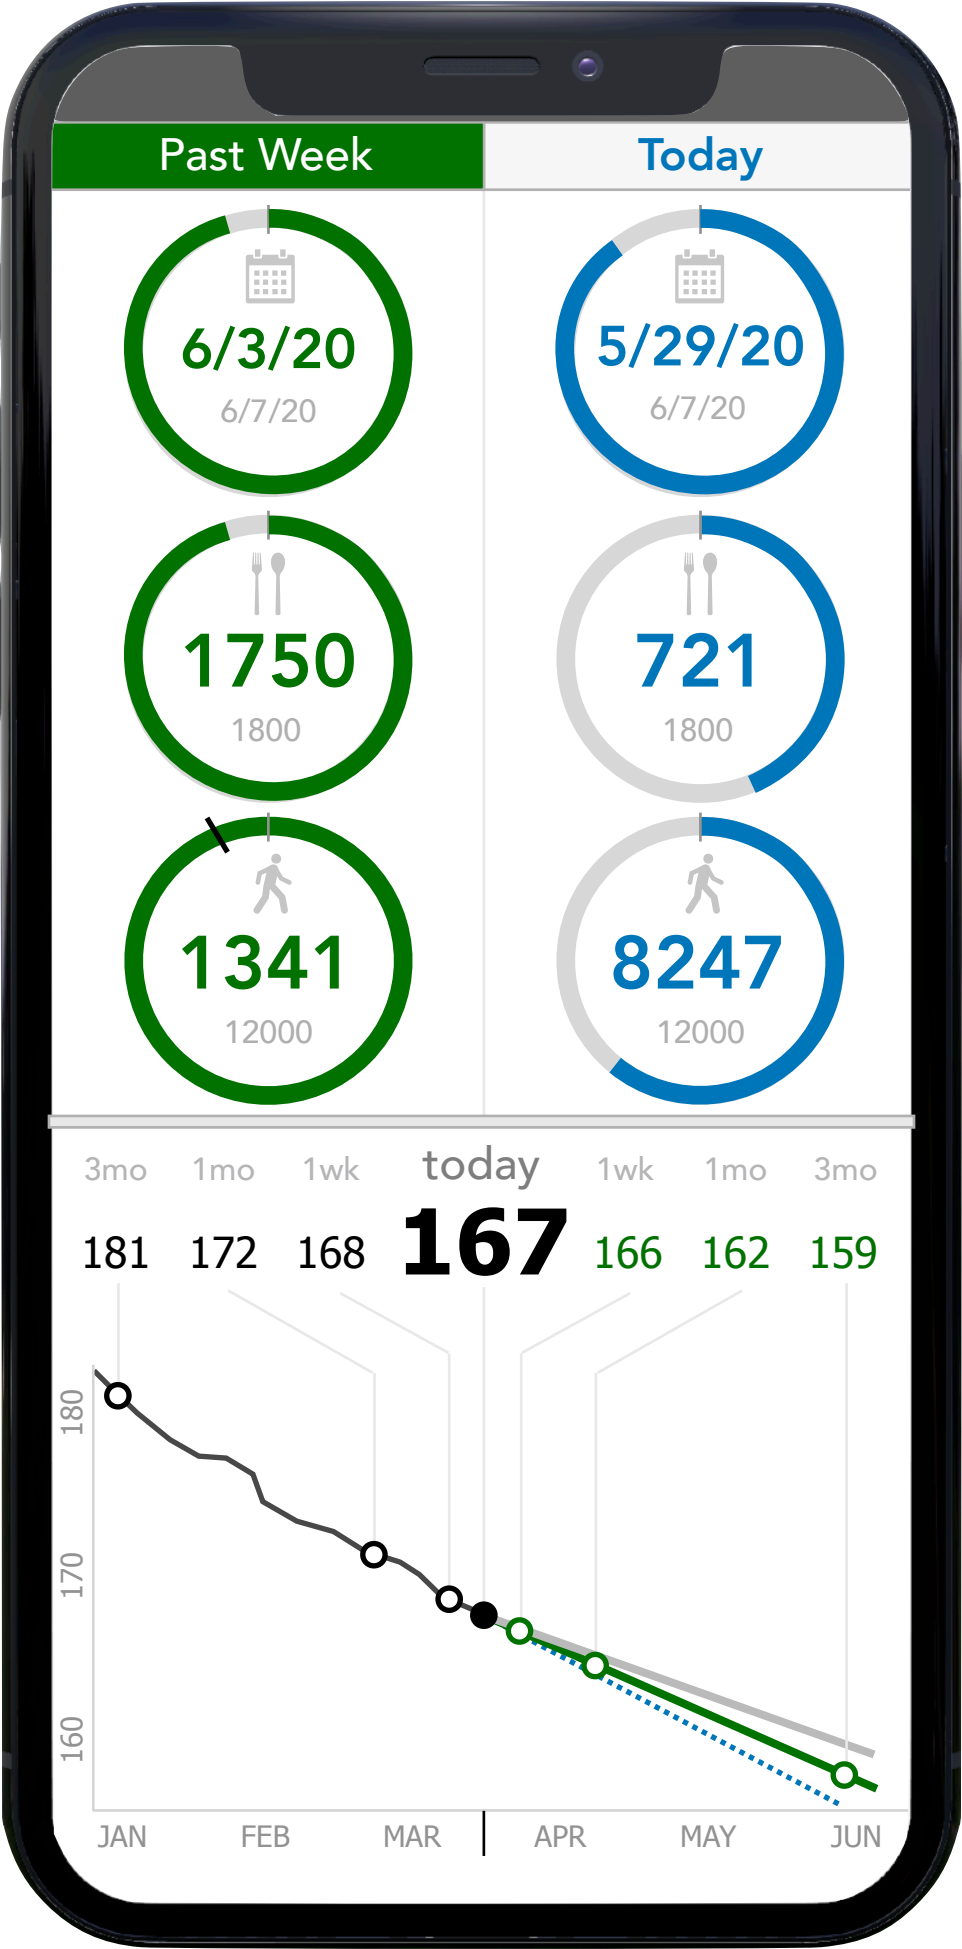 Past Week Today
6/3/20 5/29/20
6/7/20 6/7/20
1750 721
1800 1800
1341 8247
12000 12000
3mo 1mo 1wk today 1wk 1mo 3mo
181 172 168 167 166 162 159
180
170
160
JAN FEB MAR APR MAY JUN